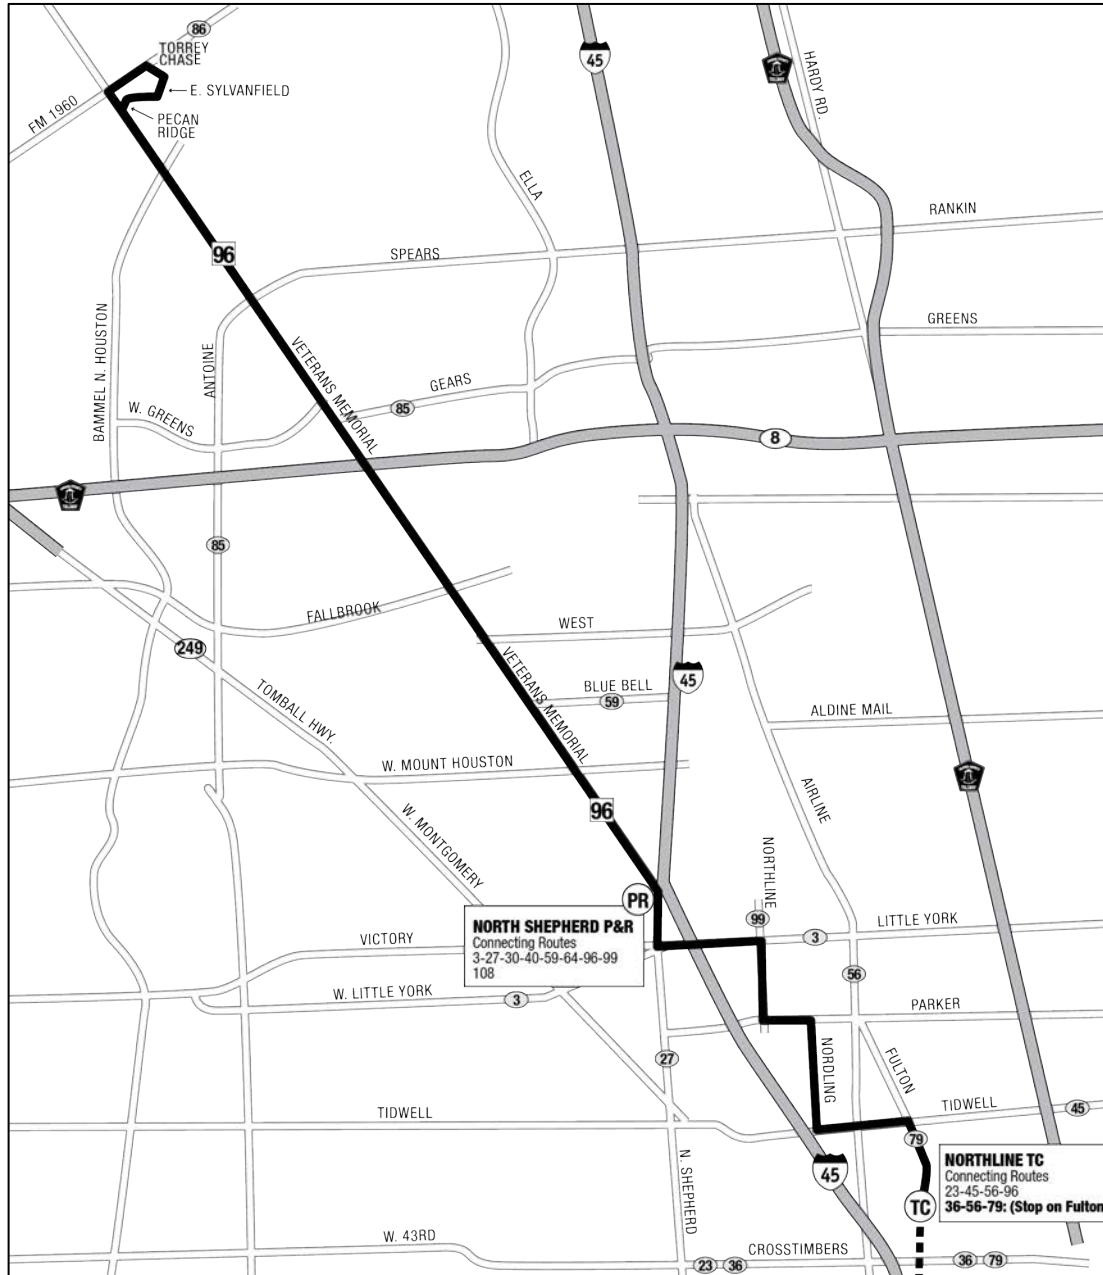 86
TORREY
CHASE
E. SYLVANFIELD
FM 1960
PECAN
RIDGE
45
HARDY RD.
ELLA
RANKIN
96
SPEARS
BAMMEL N. HOUSTON
ANTOINE
VETERANS MEMORIAL
GREENS
GEARS
W. GREENS
85
8
85
FALLBROOK
249
WEST
VETERANS MEMORIAL
45
BLUE BELL
59
TOMBALL HWY.
ALDINE MAIL
W. MOUNT HOUSTON
AIRLINE
96
W. MONTGOMERY
NORTHLINE
PR
99
NORTH SHEPHERD P&R
Connecting Routes
3-27-30-40-59-64-96-99
108
LITTLE YORK
3
VICTORY
56
W. LITTLE YORK
3
PARKER
NORDLING
FULTON
27
TIDWELL
TIDWELL
45
79
N. SHEPHERD
45
NORTHLINE TC
Connecting Routes
23-45-56-96
36-56-79: (Stop on Fulton
TC
W. 43RD
CROSSTIMBERS
23
36
36
79